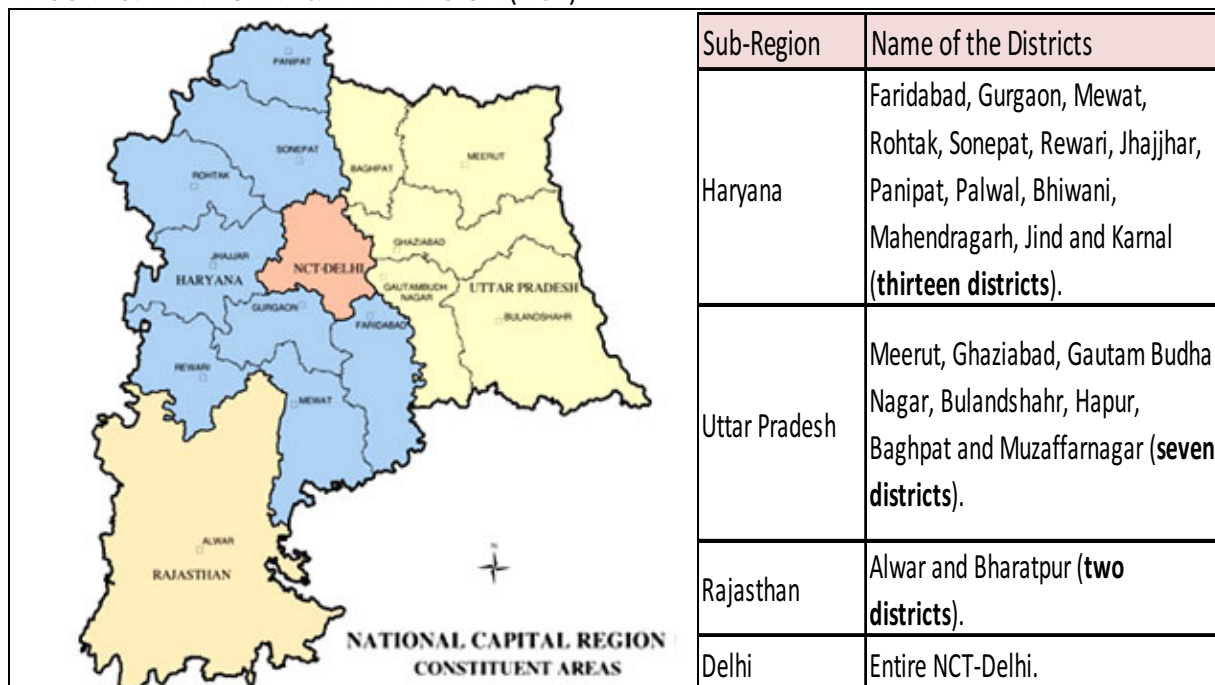 PANIPAT
SONEPAT
BAGHPAT
MEERUT
ROHTAK
GHAZIABAD
JHAJJAR
HARYANA
NCT-DELHI
GAUTAMBUDH
NAGAR
UTTAR PRADESH
GURGAON
FARIDABAD
BULANDSHAHR
REWARI
MEWAT
ALWAR
RAJASTHAN
N
NATIONAL CAPITAL REGION
CONSTITUENT AREAS
Sub-Region Name of the Districts
Haryana
Faridabad, Gurgaon, Mewat,
Rohtak, Sonepat, Rewari, Jhajjhar,
Panipat, Palwal, Bhiwani,
Mahendragarh, Jind and Karnal
(thirteen districts).
Uttar Pradesh
Meerut, Ghaziabad, Gautam Budha
Nagar, Bulandshahr, Hapur,
Baghpat and Muzaffarnagar (seven
districts).
Rajasthan
Alwar and Bharatpur (two
districts).
Delhi Entire NCT-Delhi.